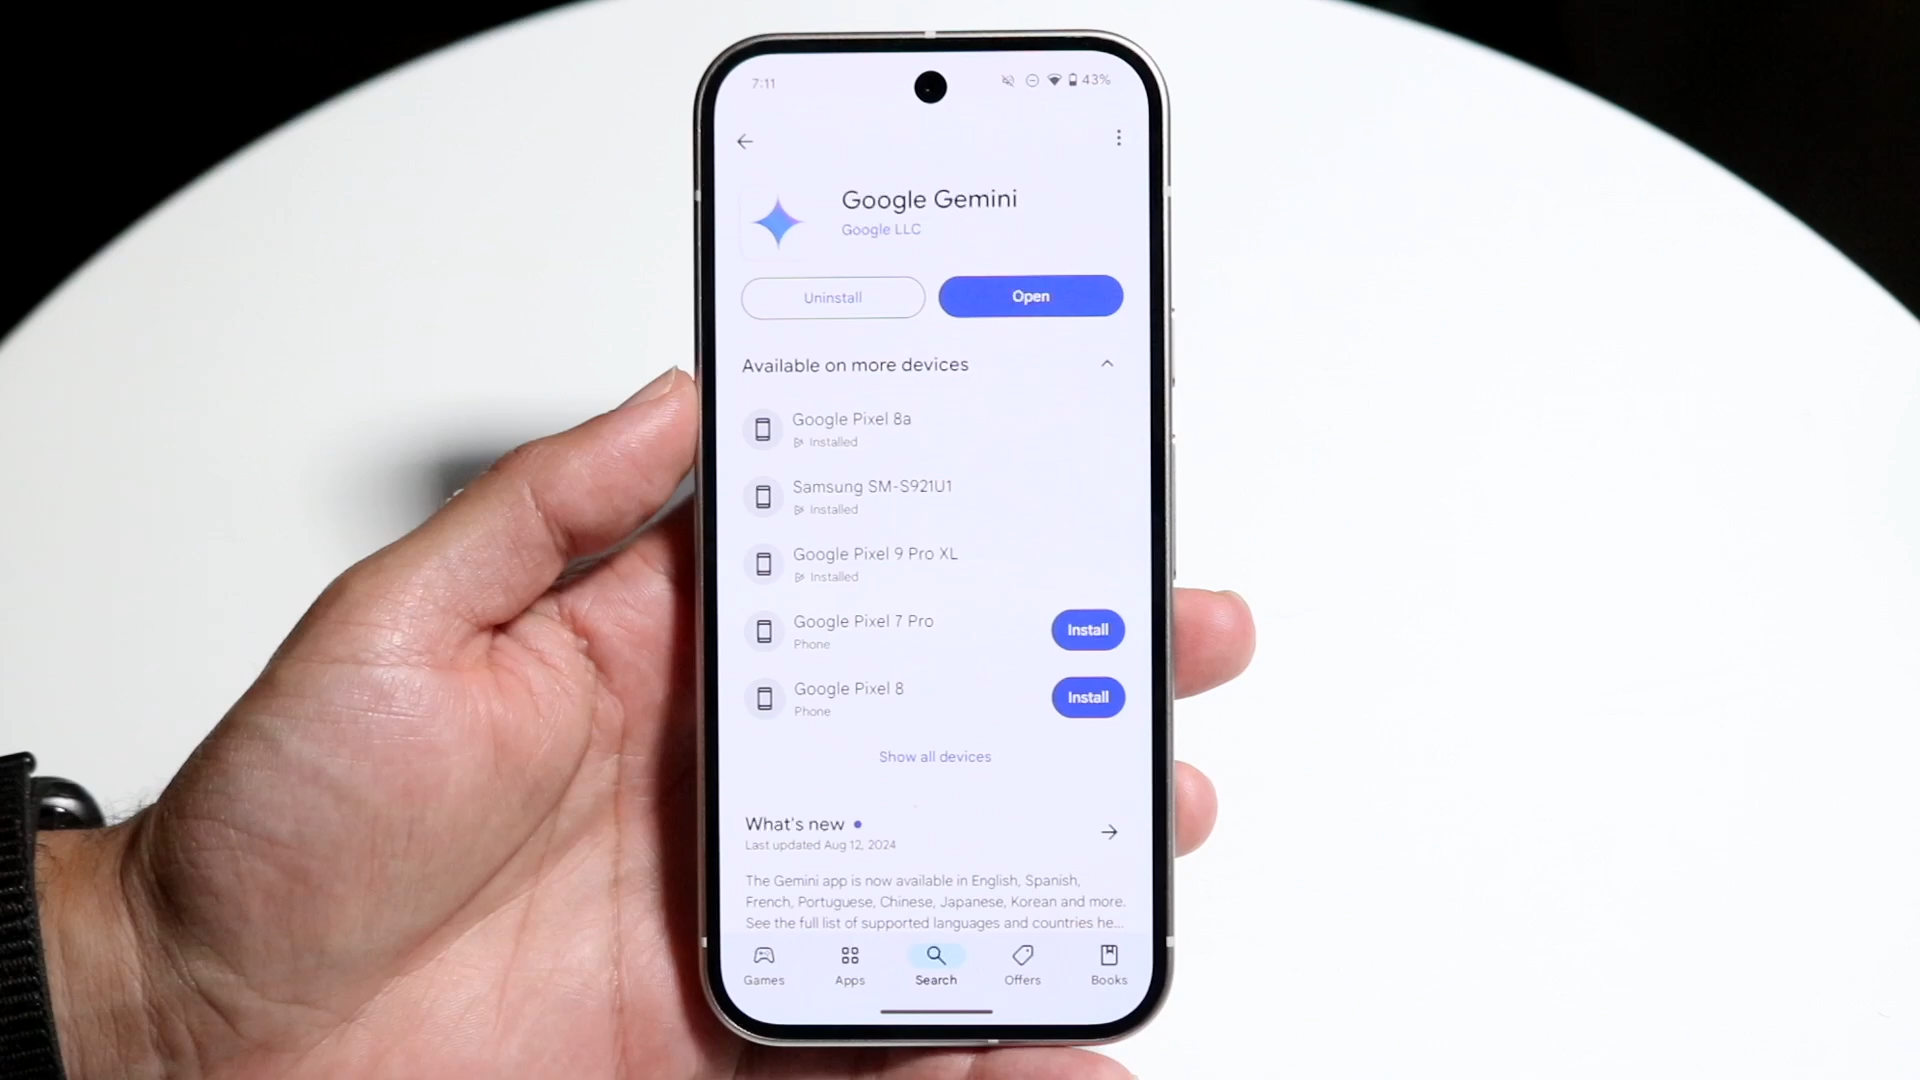 7:11
43%
Google Gemini
Google LLC
Uninstall
Open
Available on more devices
Google Pixel 8a
Installed
Samsung SM-S921U1
Installed
Google Pixel 9 Pro XL
Installed
Google Pixel 7 Pro
Phone
Install
Google Pixel 8
Phone
Install
Show all devices
What's new
Last updated Aug 12, 2024
The Gemini app is now available in English, Spanish,
French, Portuguese, Chinese, Japanese, Korean and more.
See the full list of supported languages and countries he...
Games
Apps
Search
Offers
Books